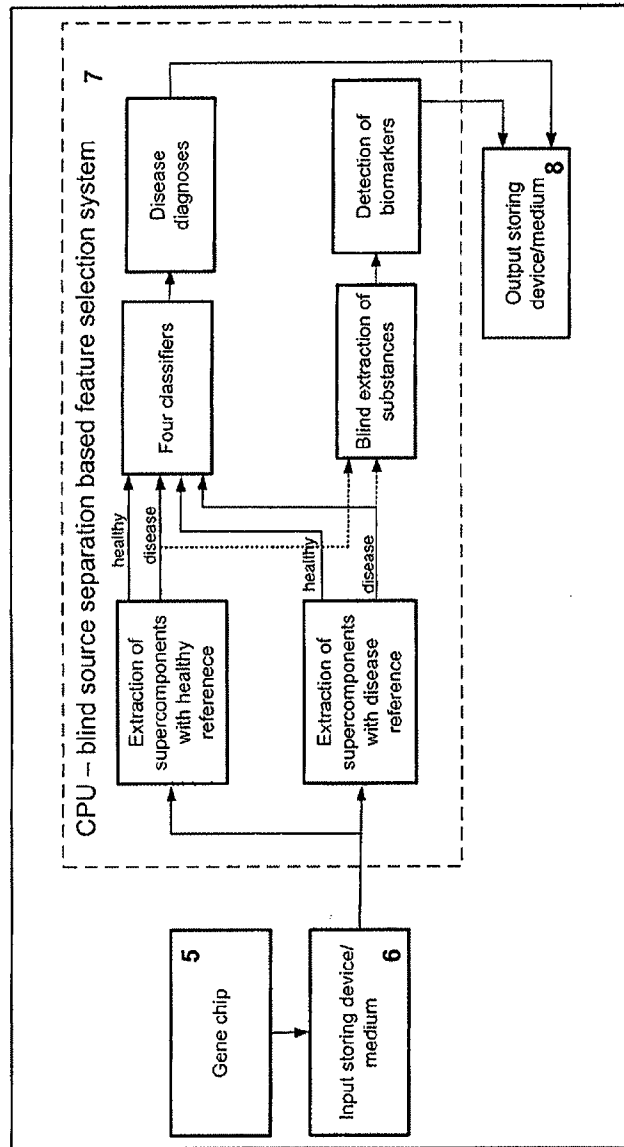 CPU – blind source separation based feature selection system
7
Gene chip
5
Input storing device/
medium
6
Extraction of
supercomponents
with healthy
referenece
healthy
disease
Extraction of
supercomponents
with disease
reference
healthy
disease
Four classifiers
Disease
diagnoses
Blind extraction of
substances
Detection of
biomarkers
Output storing
device/medium
8